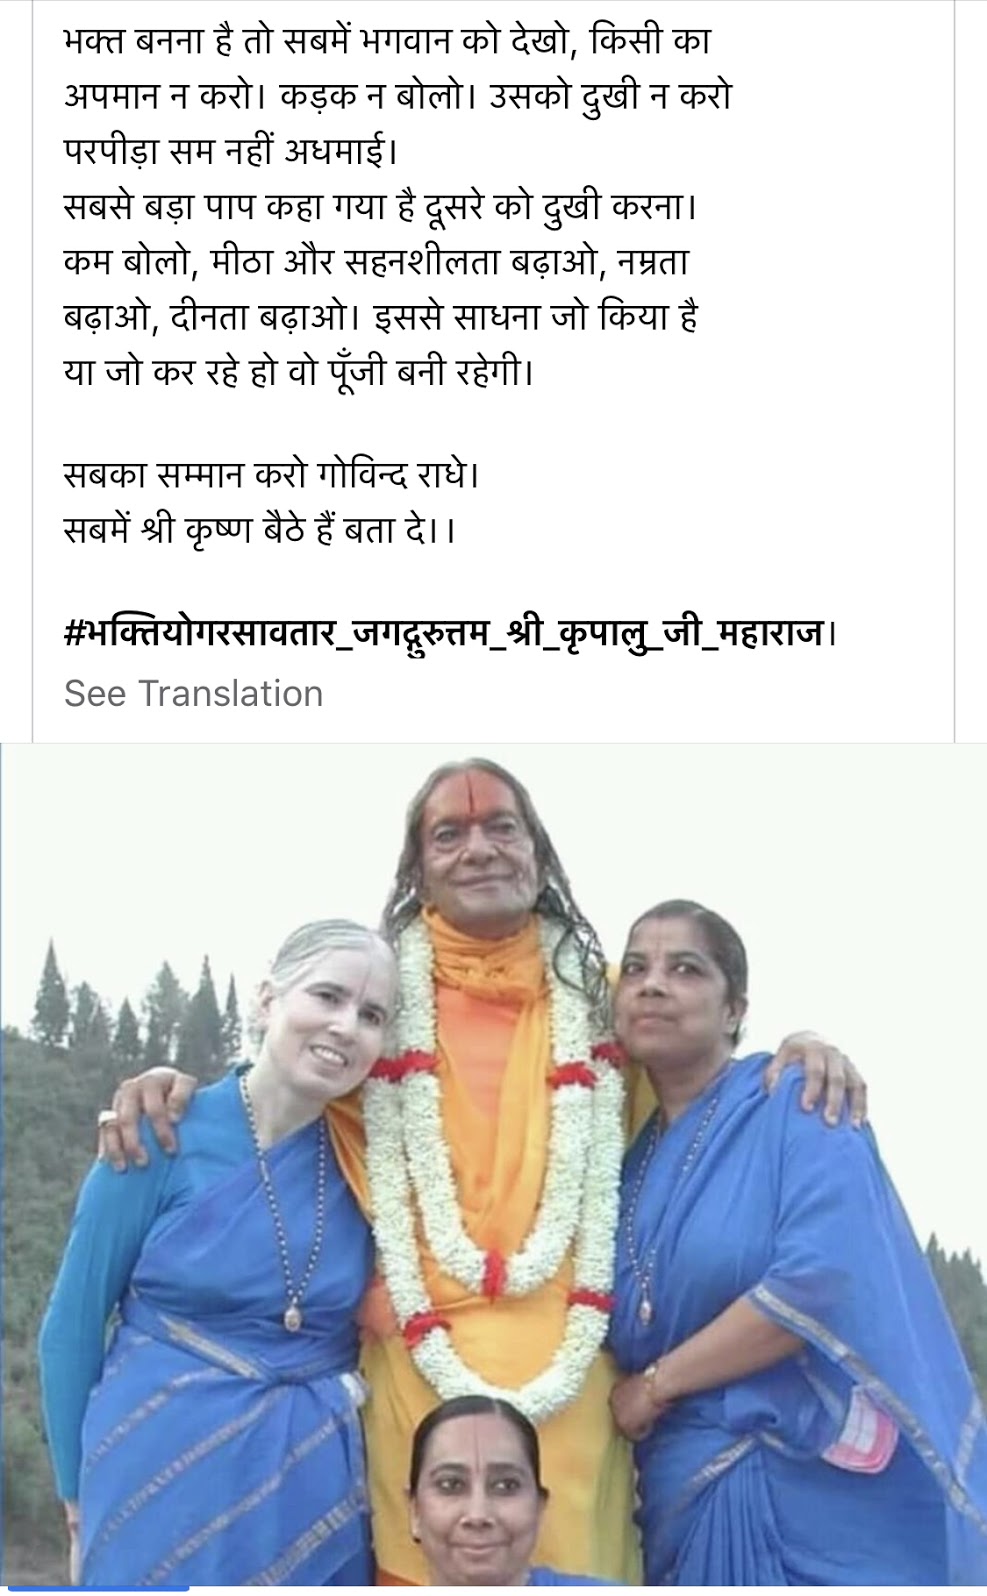 भक्त बनना है तो सबमें भगवान को देखो, किसी का
अपमान न करो। कड़क न बोलो। उसको दुखी न करो
परपीड़ा सम नहीं अधमाई।
सबसे बड़ा पाप कहा गया है दूसरे को दुखी करना।
कम बोलो, मीठा और सहनशीलता बढ़ाओ, नम्रता
बढ़ाओ, दीनता बढ़ाओ। इससे साधना जो किया है
या जो कर रहे हो वो पूँजी बनी रहेगी।
सबका सम्मान करो गोविन्द राधे।
सबमें श्री कृष्ण बैठे हैं बता दे।।
#भक्तियोगरसावतार_जगद्गुरुत्तम_श्री_कृपालु_जी_महाराज।
See Translation